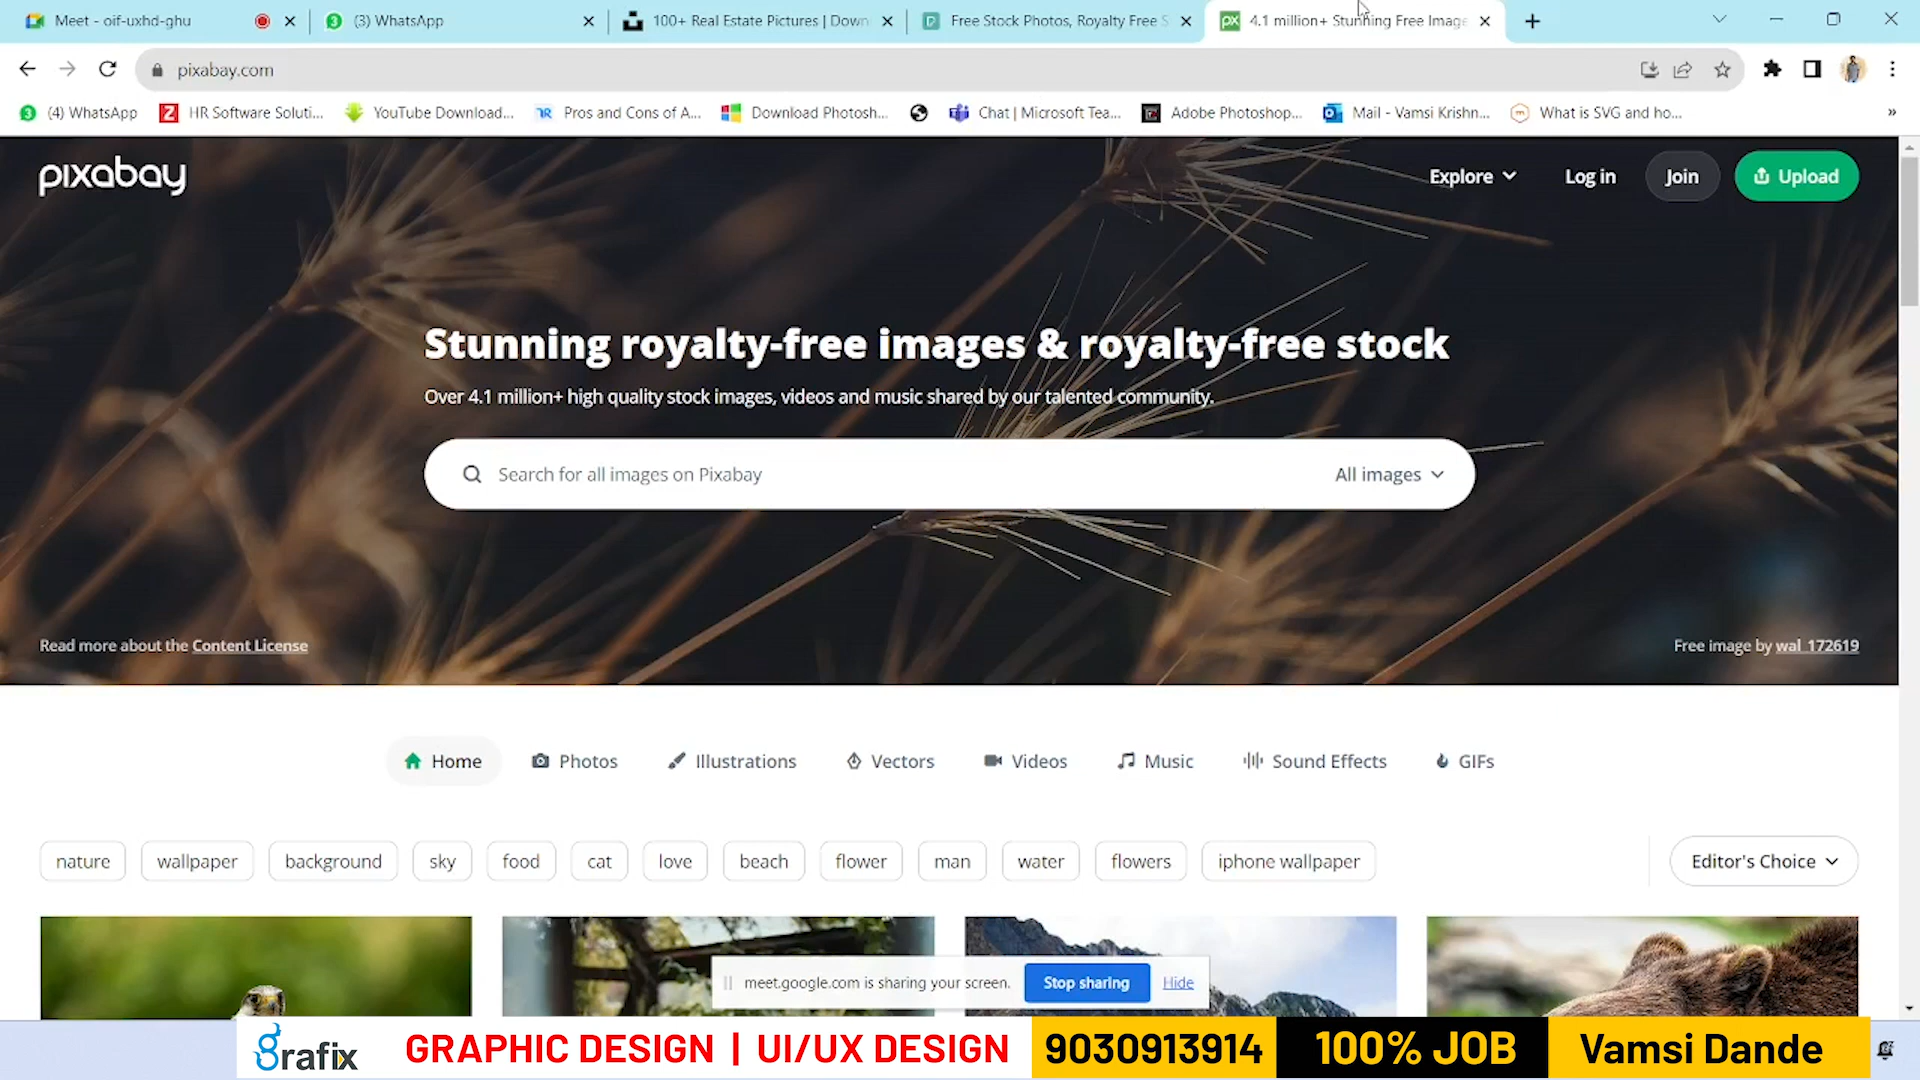 Meet - oif-uxhd-ghu
(3) WhatsApp
100+ Real Estate Pictures | Down
Free Stock Photos, Royalty Free S
4.1 million+ Stunning Free Image
pixabay.com
(4) WhatsApp
HR Software Soluti...
YouTube Download...
Pros and Cons of A...
Download Photosh...
Chat | Microsoft Tea...
Adobe Photoshop...
Mail - Vamsi Krishn...
What is SVG and ho...
»
pixabay
Explore
Log in
Join
Upload
Stunning royalty-free images & royalty-free stock
Over 4.1 million+ high quality stock images, videos and music shared by our talented community.
Search for all images on Pixabay
All images
Read more about the Content License
Free image by wal_172619
Home
Photos
Illustrations
Vectors
Videos
Music
Sound Effects
GIFs
nature
wallpaper
background
sky
food
cat
love
beach
flower
man
water
flowers
iphone wallpaper
Editor's Choice
meet.google.com is sharing your screen.
Stop sharing
Hide
Grafix
GRAPHIC DESIGN | UI/UX DESIGN
9030913914
100% JOB
Vamsi Dande